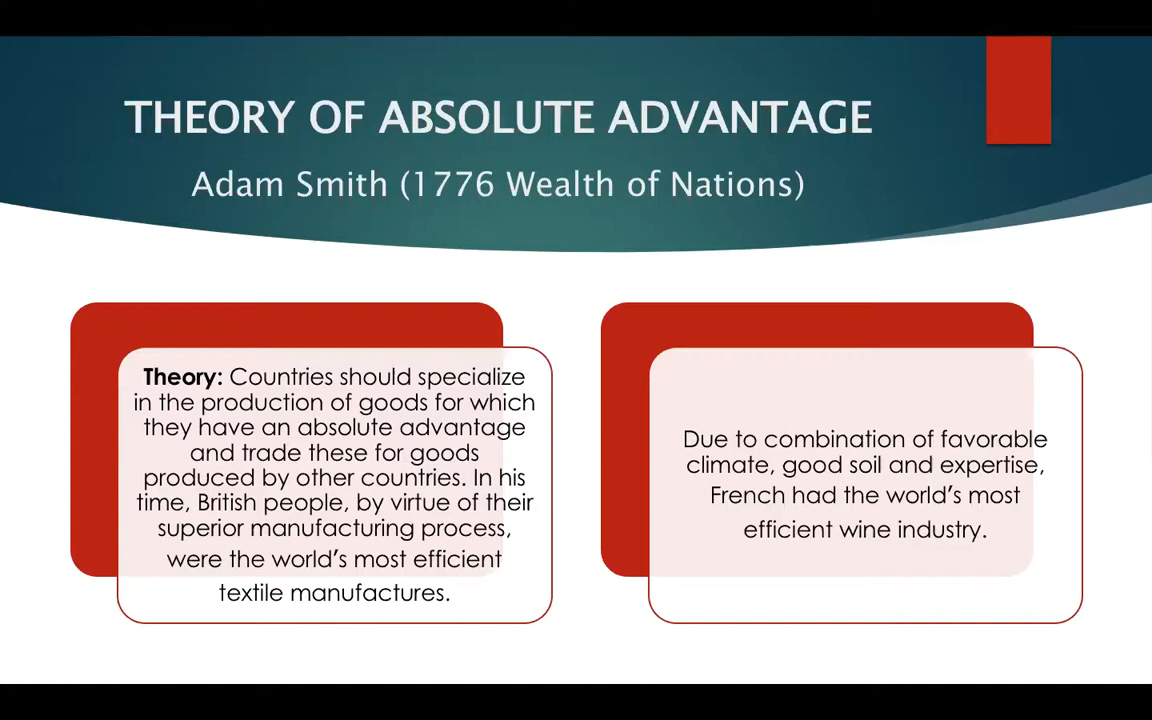 THEORY OF ABSOLUTE ADVANTAGE
Adam Smith (1776 Wealth of Nations)
Theory: Countries should specialize
in the production of goods for which
they have an absolute advantage
and trade these for goods
produced by other countries. In his
time, British people, by virtue of their
superior manufacturing process,
were the world’s most efficient
textile manufactures.
Due to combination of favorable
climate, good soil and expertise,
French had the world’s most
efficient wine industry.